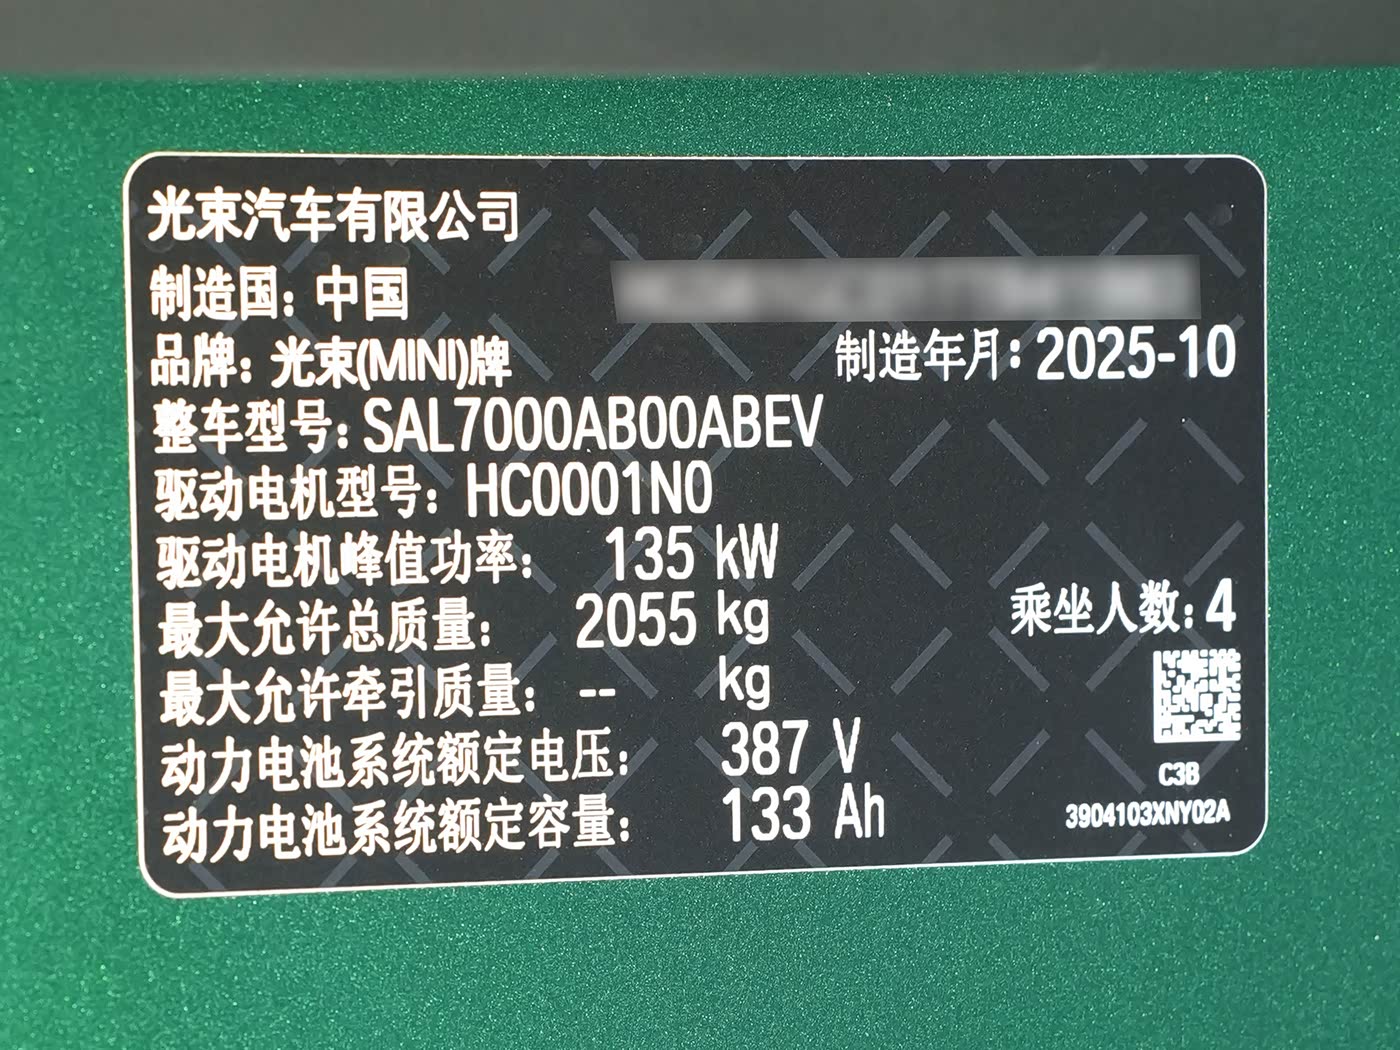 光束汽车有限公司
制造国：中国
品牌：光束(MINI)牌 制造年月：2025-10
整车型号：SAL7000AB00ABEV
驱动电机型号：HC0001N0
驱动电机峰值功率： 135 kW
最大允许总质量： 2055 kg 乘坐人数：4
最大允许牵引质量： -- kg
动力电池系统额定电压： 387 V
动力电池系统额定容量： 133 Ah
C3B
3904103XNY02A